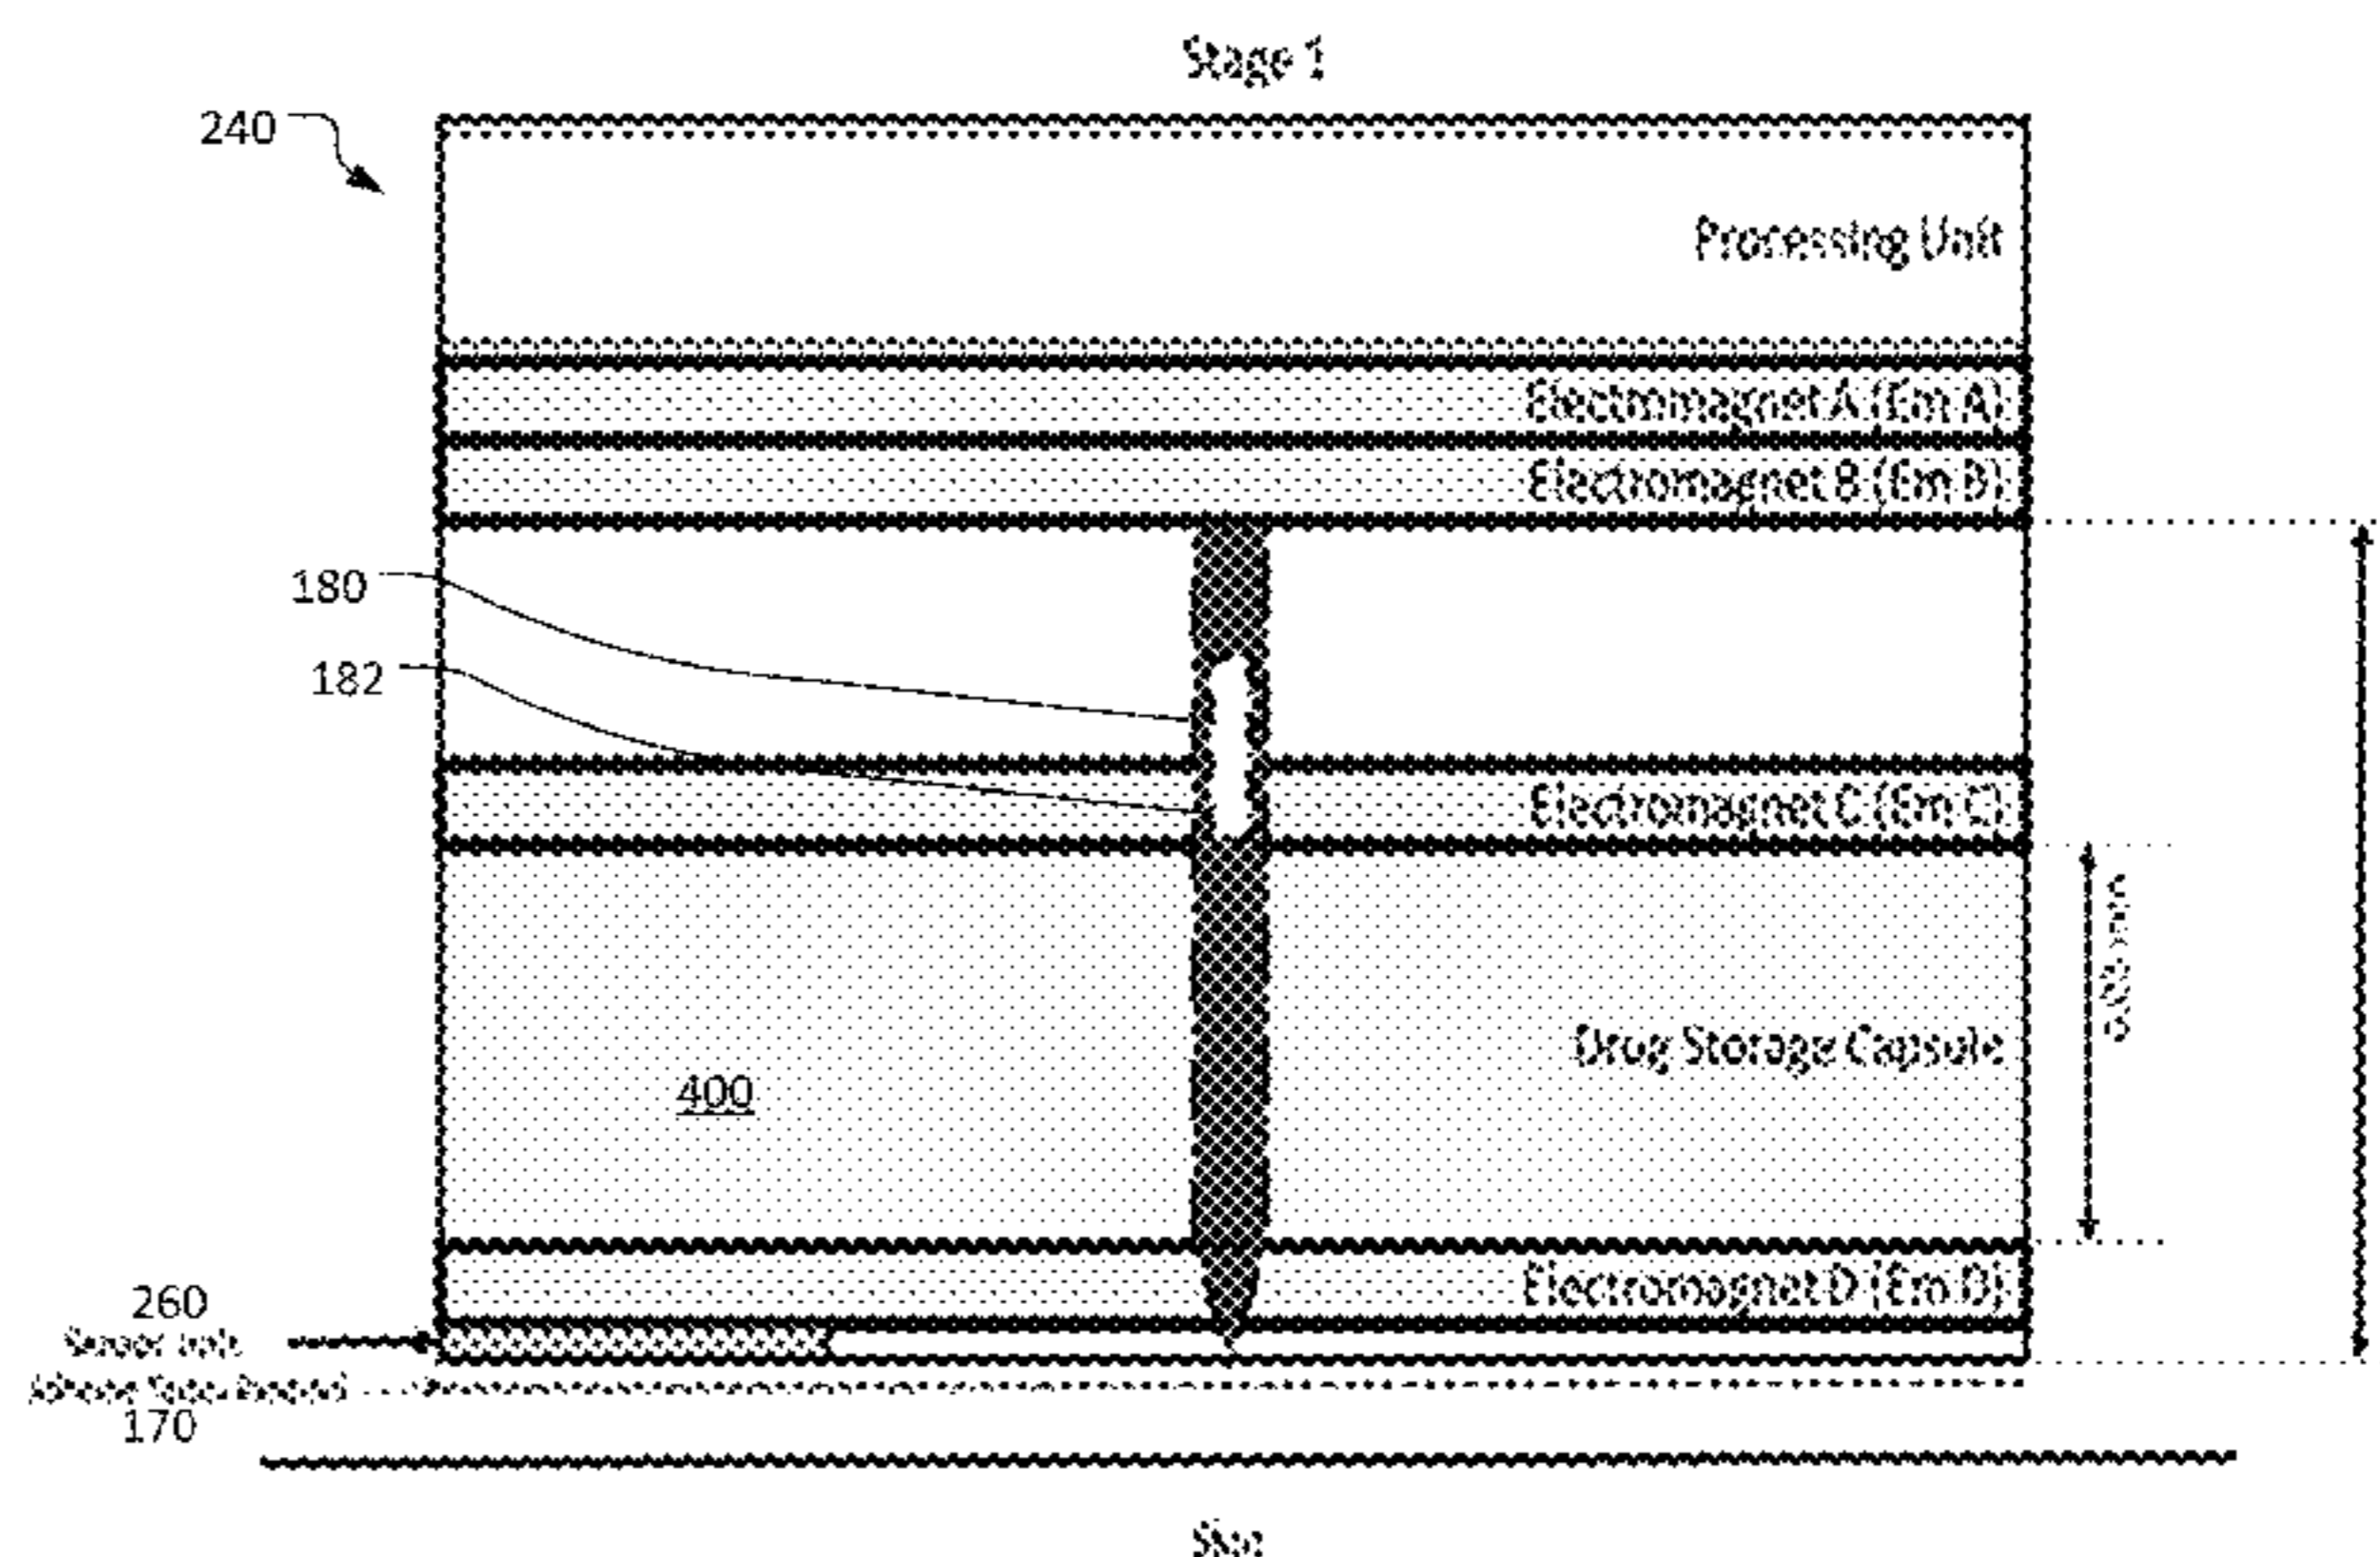 Stage 1
240
Processing Unit
Electromagnet A (Em A)
Electromagnet B (Em B)
180
182
Electromagnet C (Em C)
Drug Storage Capsule
400
Electromagnet D (Em D)
260
Sensor Unit
170
Skin